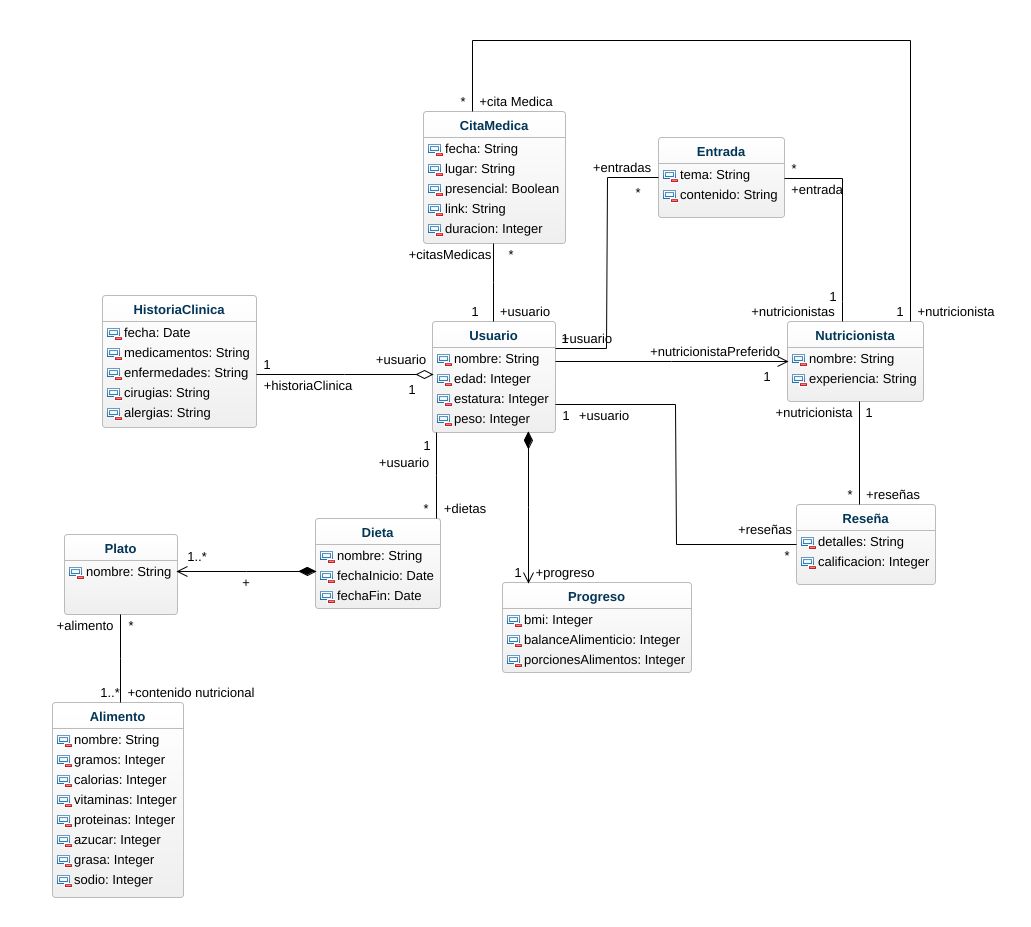 * +cita Medica
CitaMedica
fecha: String
lugar: String
presencial: Boolean
link: String
duracion: Integer
+citasMedicas *
1 +usuario
Entrada
tema: String
contenido: String
+entradas
*
*
+entrada
1
+nutricionistas
1 +nutricionista
HistoriaClinica
fecha: Date
medicamentos: String
enfermedades: String
cirugias: String
alergias: String
1
+historiaClinica
+usuario
1
Usuario
nombre: String
edad: Integer
estatura: Integer
peso: Integer
1
+usuario
+nutricionistaPreferido
1
Nutricionista
nombre: String
experiencia: String
+nutricionista 1
1 +usuario
1
+usuario
* +dietas
* +reseñas
Reseña
detalles: String
calificacion: Integer
+reseñas
*
Plato
nombre: String
1..*
+
Dieta
nombre: String
fechaInicio: Date
fechaFin: Date
1 +progreso
Progreso
bmi: Integer
balanceAlimenticio: Integer
porcionesAlimentos: Integer
+alimento *
1..* +contenido nutricional
Alimento
nombre: String
gramos: Integer
calorias: Integer
vitaminas: Integer
proteinas: Integer
azucar: Integer
grasa: Integer
sodio: Integer